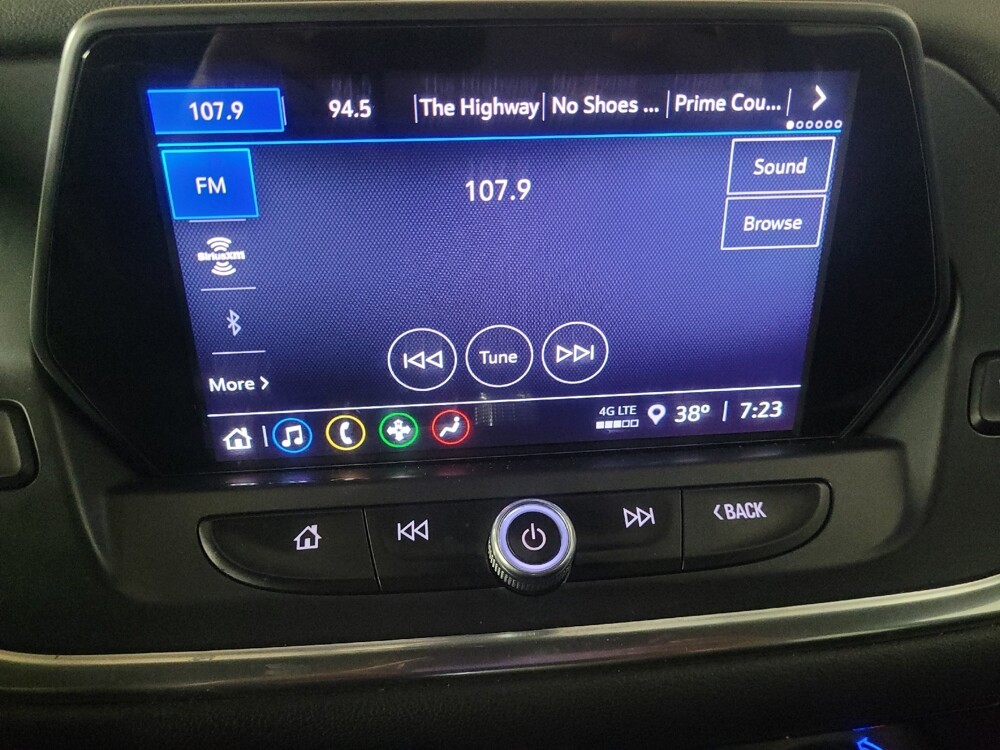 107.9 94.5 The Highway No Shoes ... Prime Cou...
FM
107.9
Sound
Browse
SiriusXM
Tune
More
4G LTE 38° 7:23
BACK